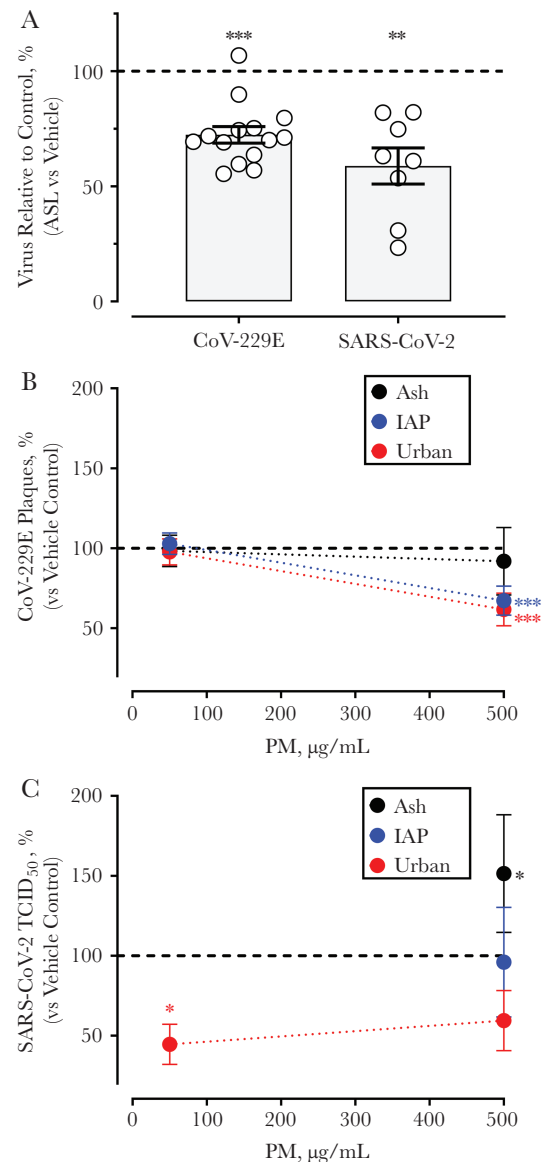 A
Virus Relative to Control, %
(ASL vs Vehicle)
*** **
100
50
0
CoV-229E SARS-CoV-2
B
CoV-229E Plaques, %
(vs Vehicle Control)
200
150
100
50
Ash
IAP
Urban
***
***
0 100 200 300 400 500
PM, μg/mL
C
SARS-CoV-2 TCID50, %
(vs Vehicle Control)
200
150
100
50
Ash
IAP
Urban
*
*
0 100 200 300 400 500
PM, μg/mL